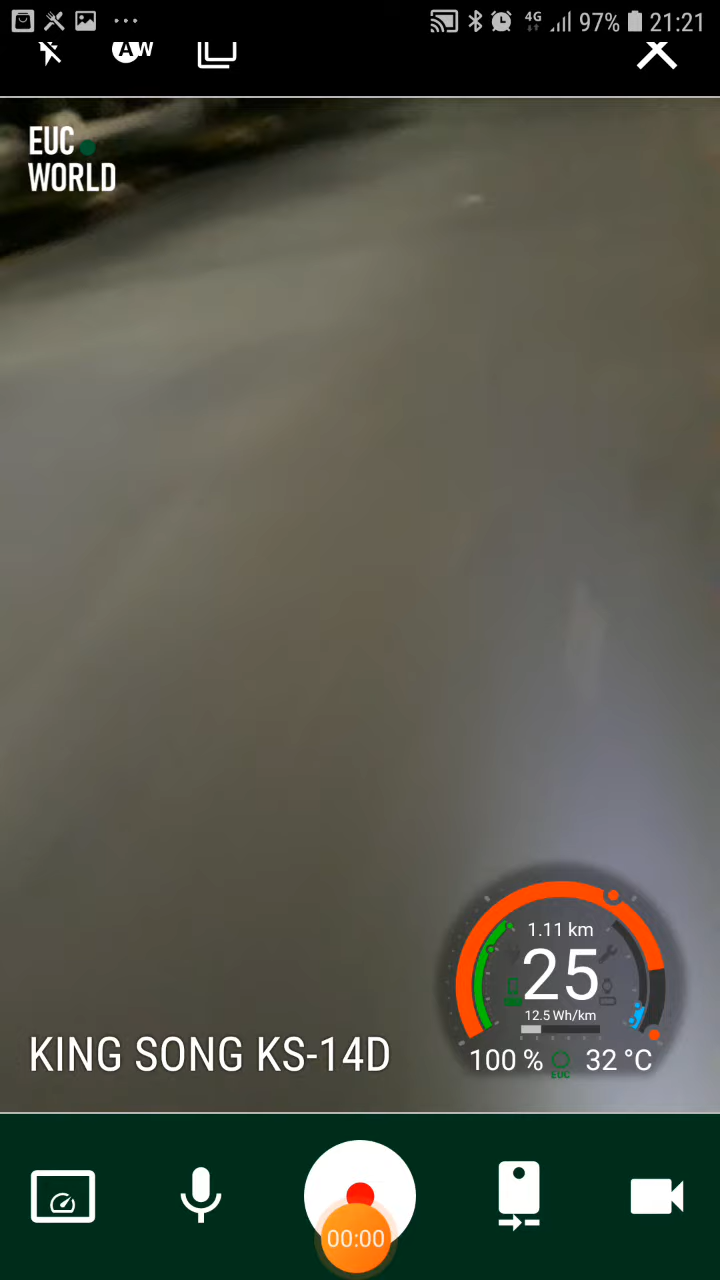 4G 97% 21:21
AW
EUC
WORLD
1.11 km
25
12.5 Wh/km
KING SONG KS-14D
100 % EUC 32 °C
00:00